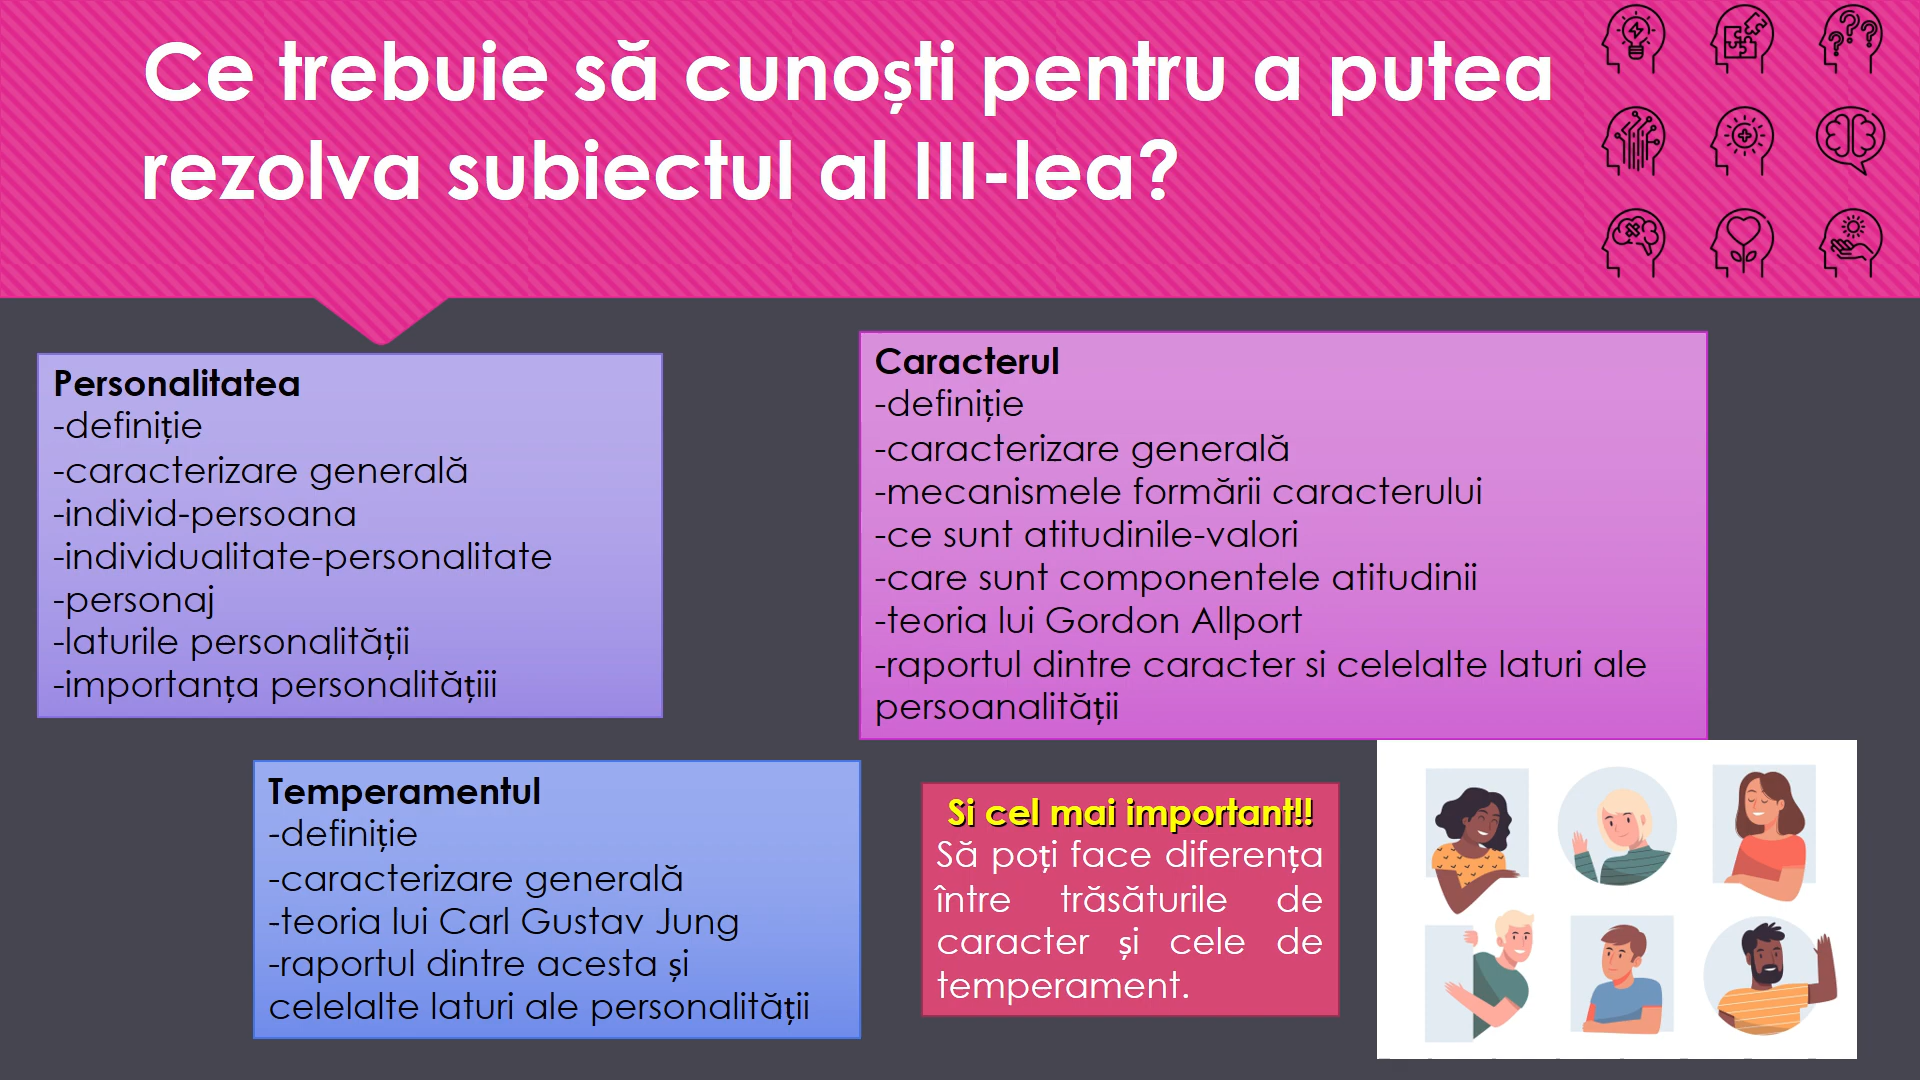 Ce trebuie să cunoști pentru a putea
rezolva subiectul al III-lea?
Personalitatea
-definiție
-caracterizare generală
-individ-persoana
-individualitate-personalitate
-personaj
-laturile personalității
-importanța personalitățiii
Caracterul
-definiție
-caracterizare generală
-mecanismele formării caracterului
-ce sunt atitudinile-valori
-care sunt componentele atitudinii
-teoria lui Gordon Allport
-raportul dintre caracter si celelalte laturi ale
persoanalității
Temperamentul
-definiție
-caracterizare generală
-teoria lui Carl Gustav Jung
-raportul dintre acesta și
celelalte laturi ale personalității
Si cel mai important!!
Să poți face diferența
între trăsăturile de
caracter și cele de
temperament.